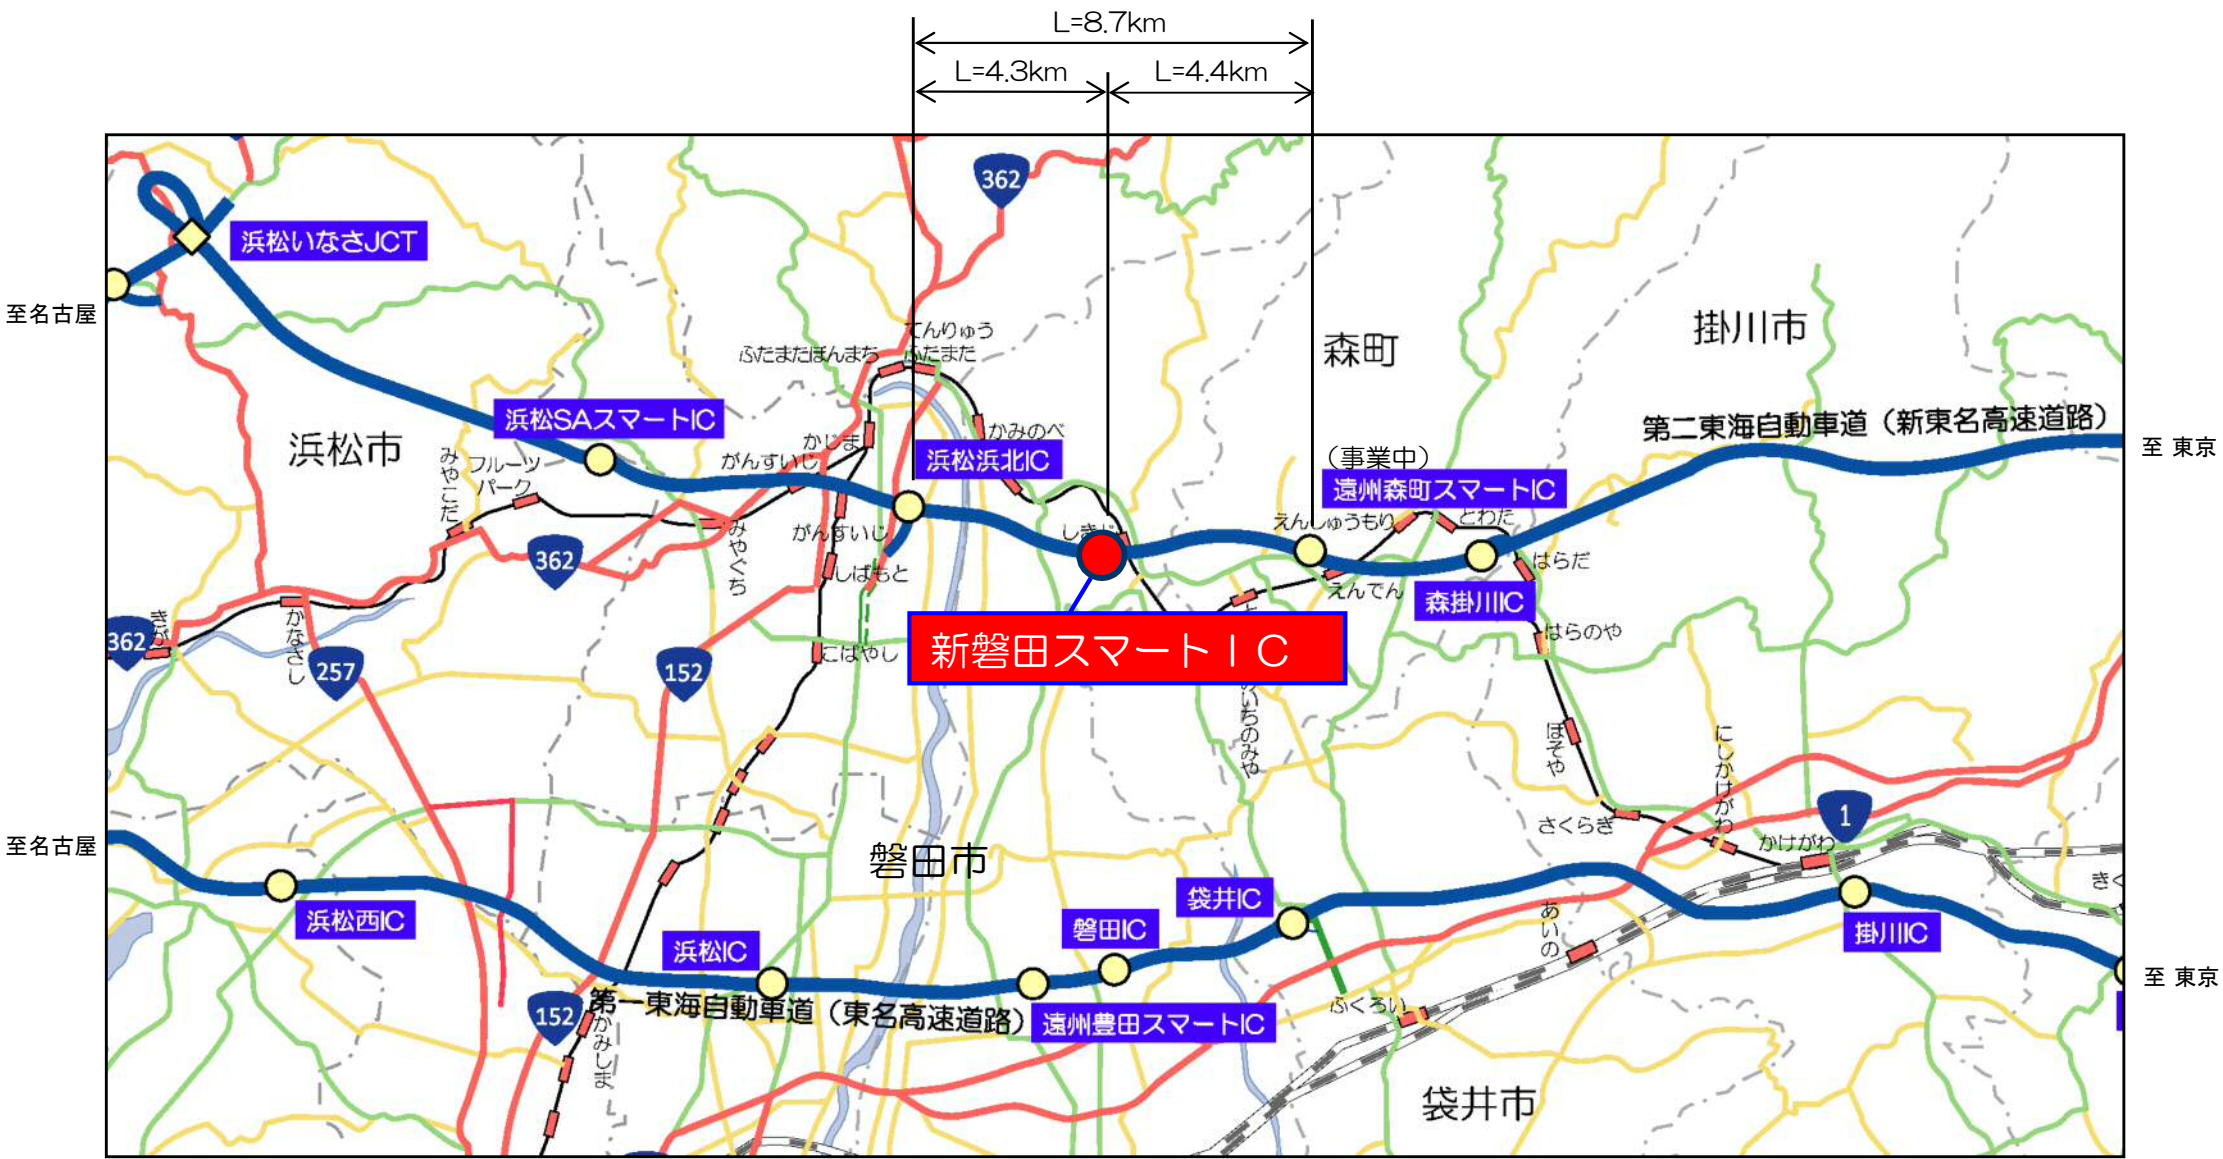 L=8.7km
L=4.3km
L=4.4km
362
浜松いなさJCT
至名古屋
てんりゅう
ふたまた
ふたまたほんまち
森町
掛川市
第二東海自動車道（新東名高速道路）
至 東京
浜松SAスマートIC
浜松市
かじま
かみのべ
がんすいじ
浜松浜北IC
（事業中）
遠州森町スマートIC
みやこだ
フルーツ
パーク
えんしゅうもり
とわだ
がんすいじ
みやぐち
362
しばもと
はらだ
えんでん
森掛川IC
362
きが
かなさし
257
152
こばやし
新磐田スマートＩＣ
はらのや
のいちのみや
ほそや
にしかけがわ
1
さくらぎ
かけがわ
至名古屋
磐田市
浜松西IC
袋井IC
磐田IC
あいの
掛川IC
浜松IC
至 東京
152
第一東海自動車道（東名高速道路）
遠州豊田スマートIC
ふくろい
かみしま
袋井市